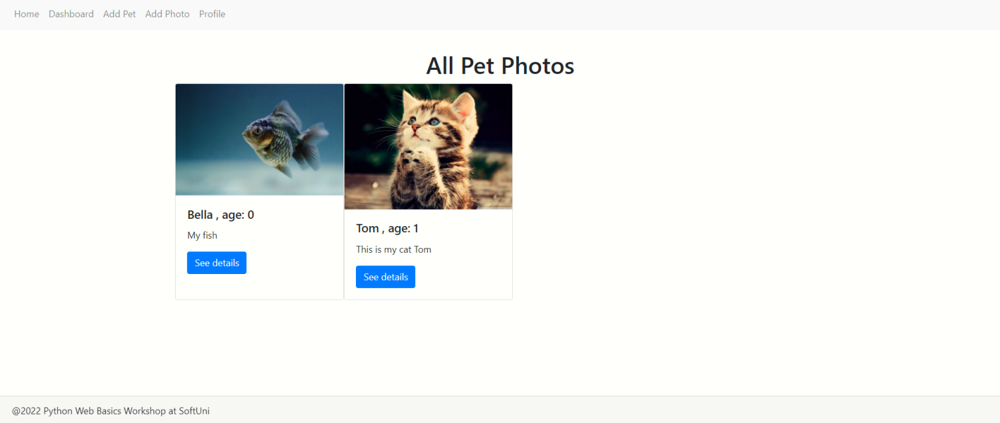 Home Dashboard Add Pet Add Photo Profile
All Pet Photos
Bella , age: 0
My fish
See details
Tom , age: 1
This is my cat Tom
See details
@2022 Python Web Basics Workshop at SoftUni